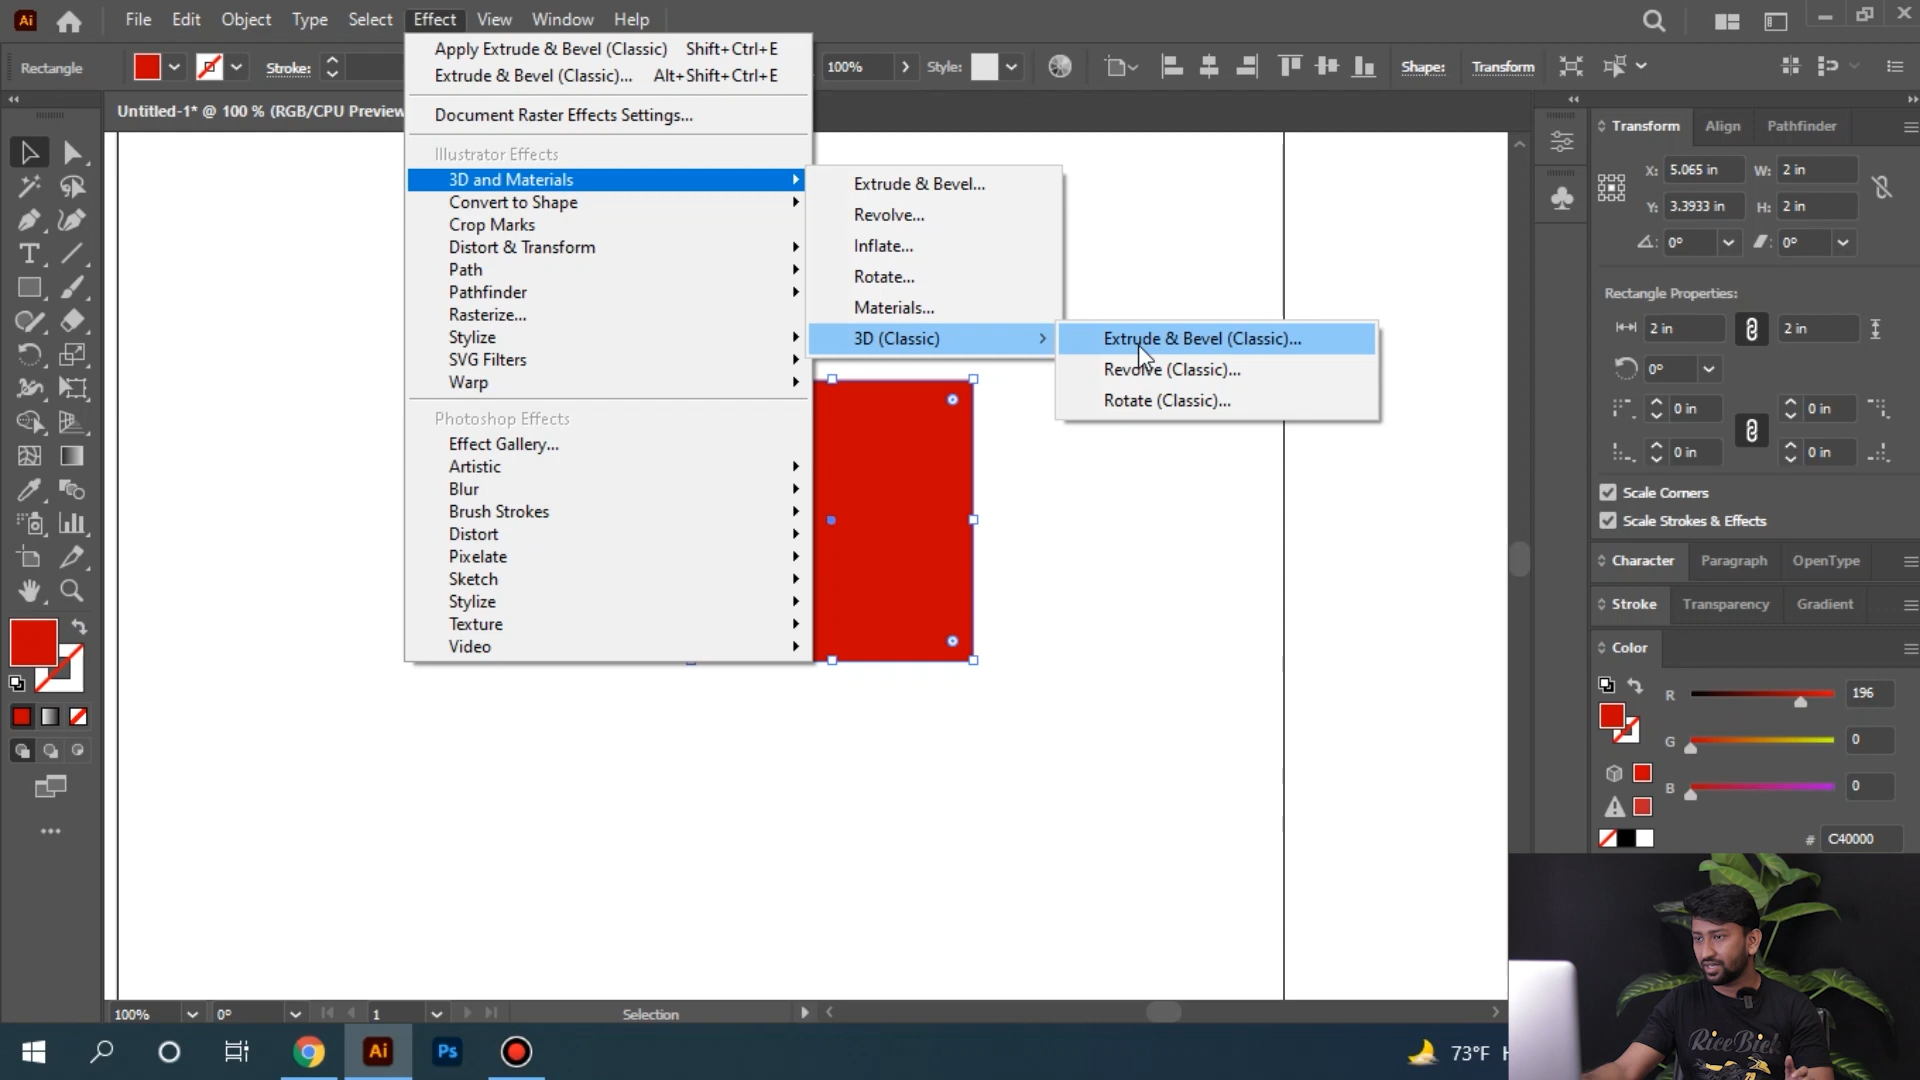 Ai File Edit Object Type Select Effect View Window Help
Rectangle Stroke: 100% Style: Shape: Transform
Untitled-1* @ 100 % (RGB/CPU Preview
Apply Extrude & Bevel (Classic) Shift+Ctrl+E
Extrude & Bevel (Classic)... Alt+Shift+Ctrl+E
Document Raster Effects Settings...
Illustrator Effects
3D and Materials
Convert to Shape
Crop Marks
Distort & Transform
Path
Pathfinder
Rasterize...
Stylize
SVG Filters
Warp
Photoshop Effects
Effect Gallery...
Artistic
Blur
Brush Strokes
Distort
Pixelate
Sketch
Stylize
Texture
Video
Extrude & Bevel...
Revolve...
Inflate...
Rotate...
Materials...
3D (Classic)
Extrude & Bevel (Classic)...
Revolve (Classic)...
Rotate (Classic)...
Transform Align Pathfinder
X: 5.065 in W: 2 in
Y: 3.3933 in H: 2 in
0° 0°
Rectangle Properties:
2 in 2 in
0°
0 in 0 in
0 in 0 in
Scale Corners
Scale Strokes & Effects
Character Paragraph OpenType
Stroke Transparency Gradient
Color
R 196
G 0
B 0
# C40000
100% 0° 1 Selection
Ai Ps 73°F H
RiceBick